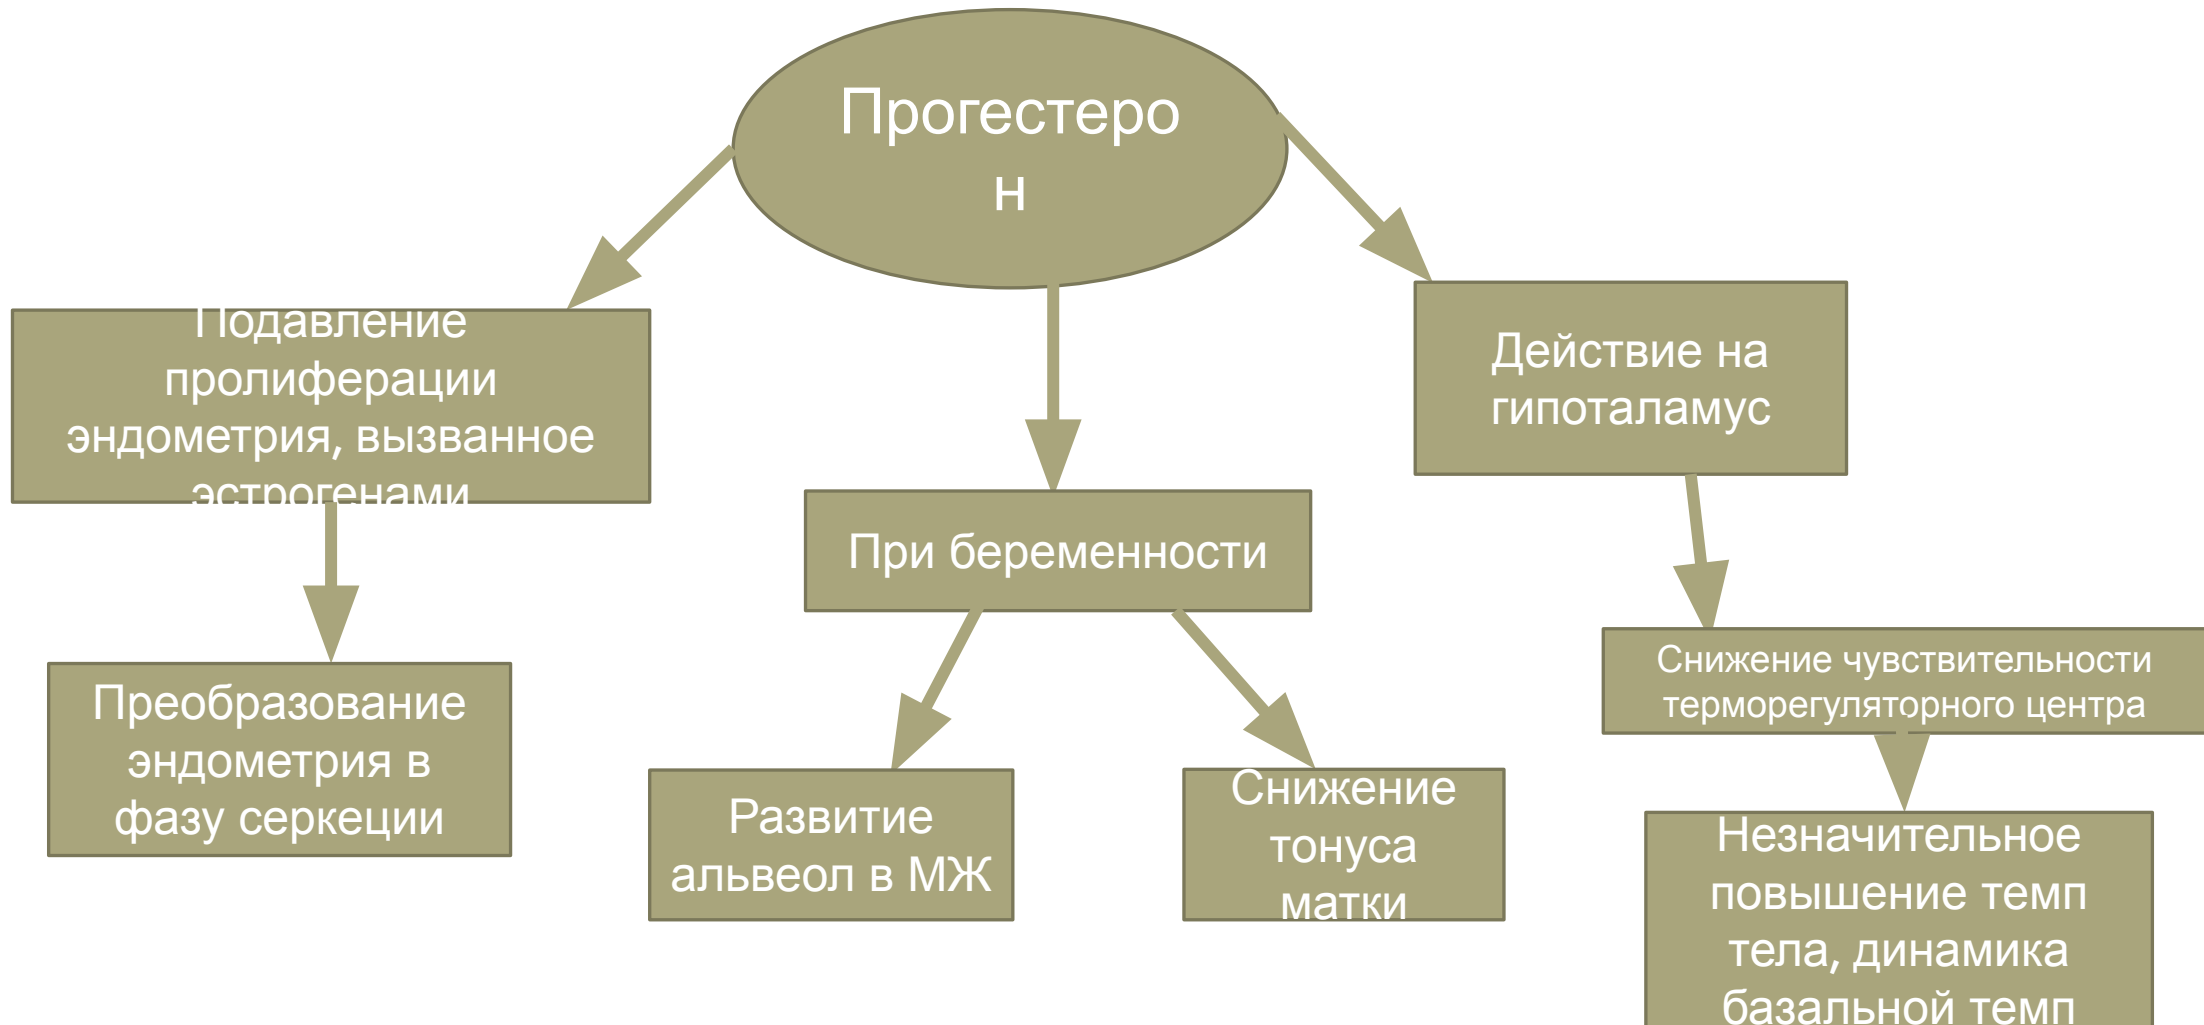 Прогестеро
н
Подавление
пролиферации
эндометрия, вызванное
эстрогенами
Действие на
гипоталамус
При беременности
Преобразование
эндометрия в
фазу серкеции
Развитие
альвеол в МЖ
Снижение
тонуса
матки
Снижение чувствительности
терморегуляторного центра
Незначительное
повышение темп
тела, динамика
базальной темп